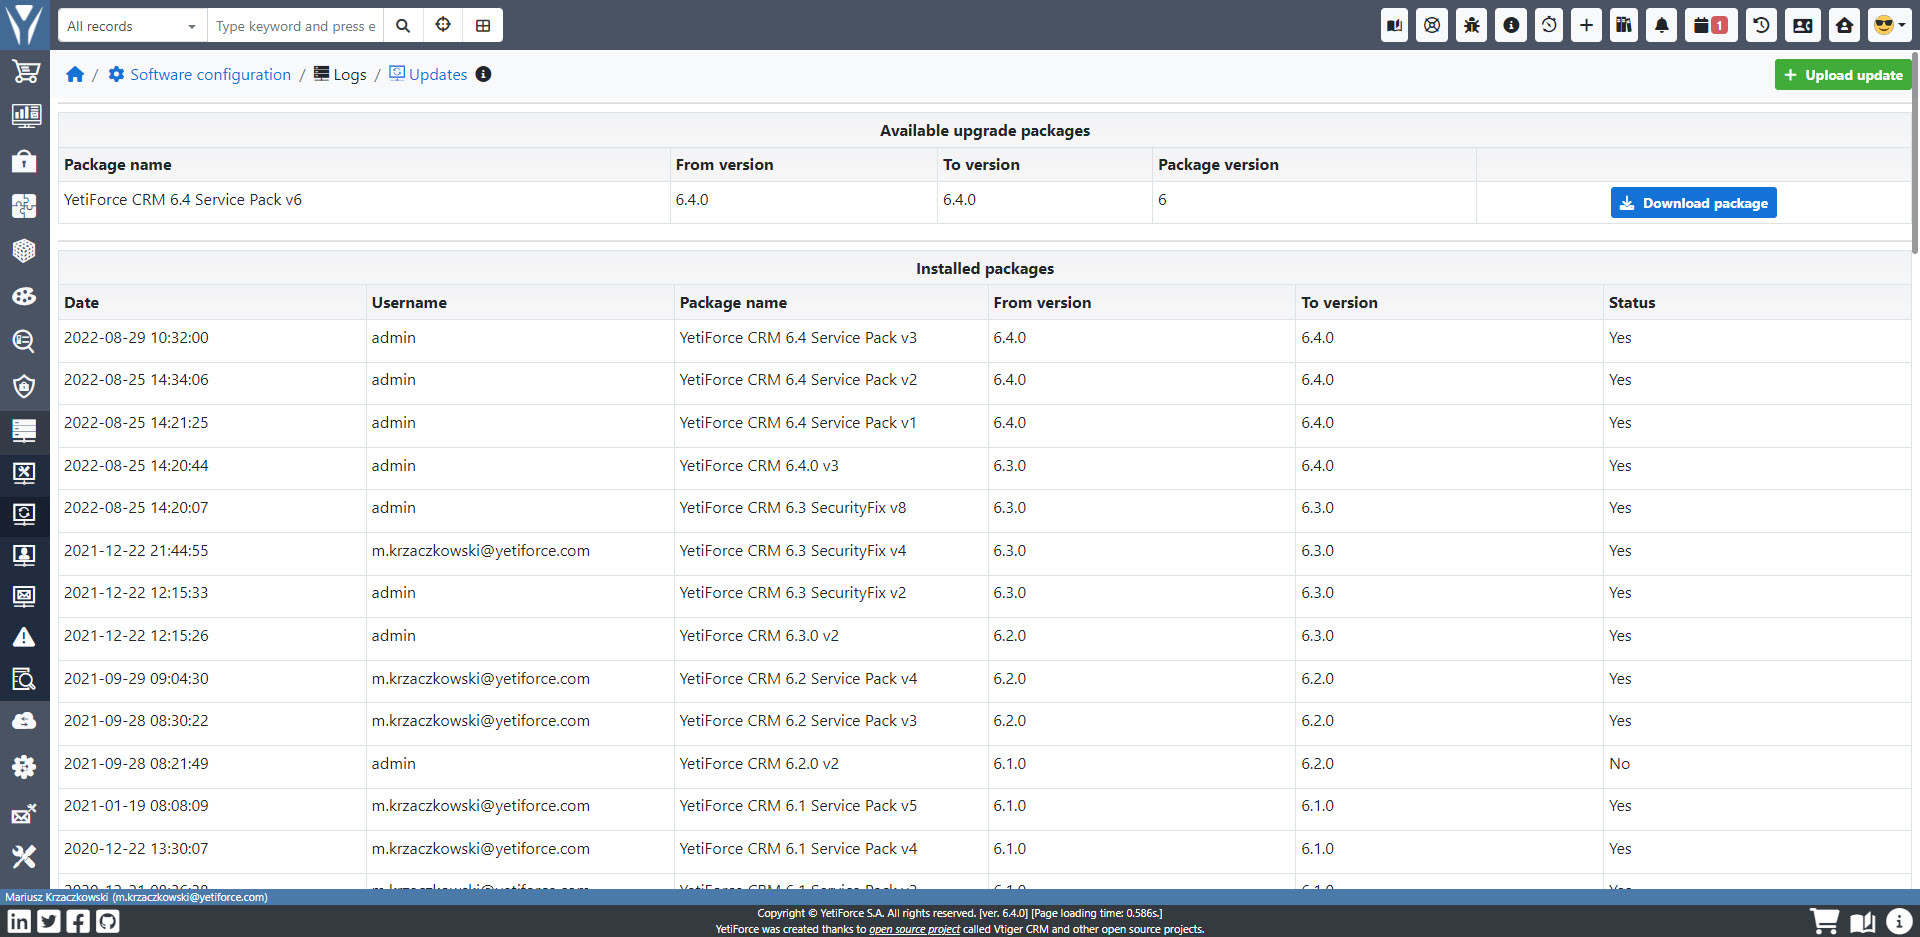 All records Type keyword and press e 1
/ Software configuration / Logs / Updates Upload update
Available upgrade packages
Package name From version To version Package version
YetiForce CRM 6.4 Service Pack v6 6.4.0 6.4.0 6 Download package
Installed packages
Date Username Package name From version To version Status
2022-08-29 10:32:00 admin YetiForce CRM 6.4 Service Pack v3 6.4.0 6.4.0 Yes
2022-08-25 14:34:06 admin YetiForce CRM 6.4 Service Pack v2 6.4.0 6.4.0 Yes
2022-08-25 14:21:25 admin YetiForce CRM 6.4 Service Pack v1 6.4.0 6.4.0 Yes
2022-08-25 14:20:44 admin YetiForce CRM 6.4.0 v3 6.3.0 6.4.0 Yes
2022-08-25 14:20:07 admin YetiForce CRM 6.3 SecurityFix v8 6.3.0 6.3.0 Yes
2021-12-22 21:44:55 m.krzaczkowski@yetiforce.com YetiForce CRM 6.3 SecurityFix v4 6.3.0 6.3.0 Yes
2021-12-22 12:15:33 admin YetiForce CRM 6.3 SecurityFix v2 6.3.0 6.3.0 Yes
2021-12-22 12:15:26 admin YetiForce CRM 6.3.0 v2 6.2.0 6.3.0 Yes
2021-09-29 09:04:30 m.krzaczkowski@yetiforce.com YetiForce CRM 6.2 Service Pack v4 6.2.0 6.2.0 Yes
2021-09-28 08:30:22 m.krzaczkowski@yetiforce.com YetiForce CRM 6.2 Service Pack v3 6.2.0 6.2.0 Yes
2021-09-28 08:21:49 admin YetiForce CRM 6.2.0 v2 6.1.0 6.2.0 No
2021-01-19 08:08:09 m.krzaczkowski@yetiforce.com YetiForce CRM 6.1 Service Pack v5 6.1.0 6.1.0 Yes
2020-12-22 13:30:07 m.krzaczkowski@yetiforce.com YetiForce CRM 6.1 Service Pack v4 6.1.0 6.1.0 Yes
Mariusz Krzaczkowski (m.krzaczkowski@yetiforce.com)
Copyright © YetiForce S.A. All rights reserved. [ver. 6.4.0] [Page loading time: 0.586s.]
YetiForce was created thanks to open source project called Vtiger CRM and other open source projects.